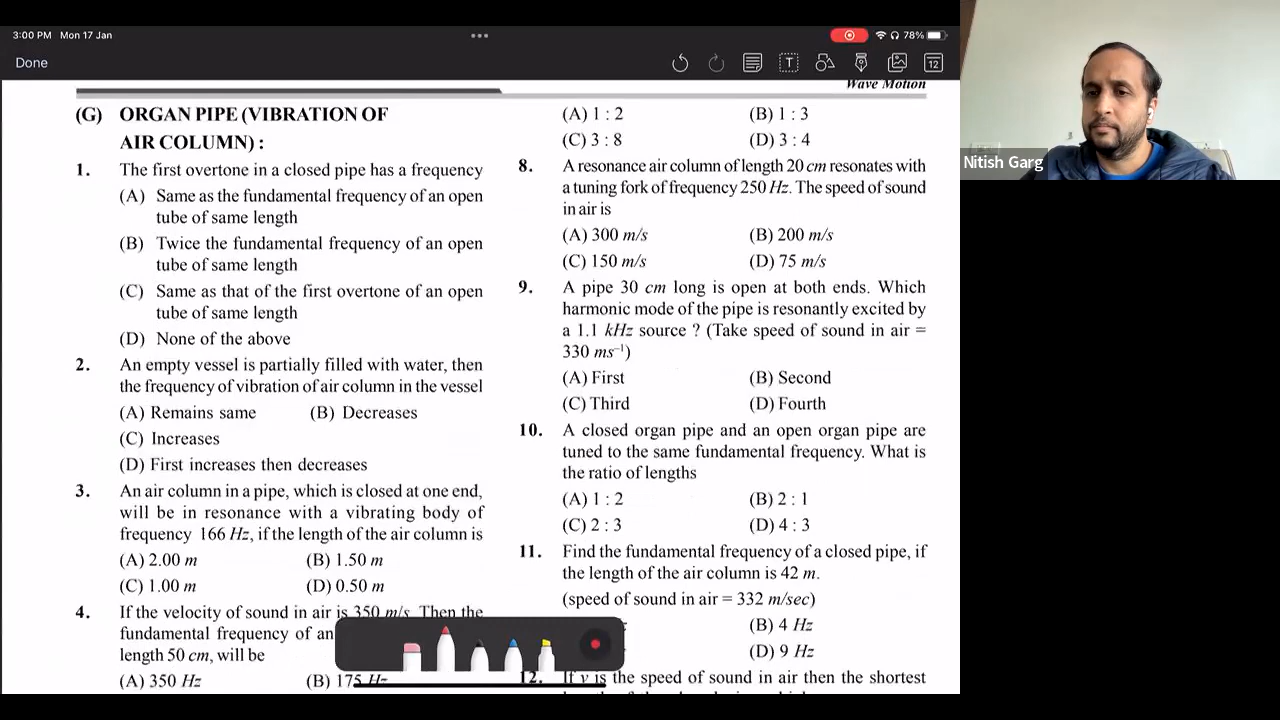 3:00 PM Mon 17 Jan
78%
Done
T
12
Wave Motion
(G) ORGAN PIPE (VIBRATION OF
AIR COLUMN) :
1. The first overtone in a closed pipe has a frequency
(A) Same as the fundamental frequency of an open
tube of same length
(B) Twice the fundamental frequency of an open
tube of same length
(C) Same as that of the first overtone of an open
tube of same length
(D) None of the above
2. An empty vessel is partially filled with water, then
the frequency of vibration of air column in the vessel
(A) Remains same (B) Decreases
(C) Increases
(D) First increases then decreases
3. An air column in a pipe, which is closed at one end,
will be in resonance with a vibrating body of
frequency 166 Hz, if the length of the air column is
(A) 2.00 m (B) 1.50 m
(C) 1.00 m (D) 0.50 m
4. If the velocity of sound in air is 350 m/s. Then the
fundamental frequency of an
length 50 cm, will be
(A) 350 Hz (B) 175 Hz
(A) 1 : 2 (B) 1 : 3
(C) 3 : 8 (D) 3 : 4
8. A resonance air column of length 20 cm resonates with
a tuning fork of frequency 250 Hz. The speed of sound
in air is
(A) 300 m/s (B) 200 m/s
(C) 150 m/s (D) 75 m/s
9. A pipe 30 cm long is open at both ends. Which
harmonic mode of the pipe is resonantly excited by
a 1.1 kHz source ? (Take speed of sound in air =
330 ms⁻¹)
(A) First (B) Second
(C) Third (D) Fourth
10. A closed organ pipe and an open organ pipe are
tuned to the same fundamental frequency. What is
the ratio of lengths
(A) 1 : 2 (B) 2 : 1
(C) 2 : 3 (D) 4 : 3
11. Find the fundamental frequency of a closed pipe, if
the length of the air column is 42 m.
(speed of sound in air = 332 m/sec)
(B) 4 Hz
(D) 9 Hz
12. If v is the speed of sound in air then the shortest
Nitish Garg